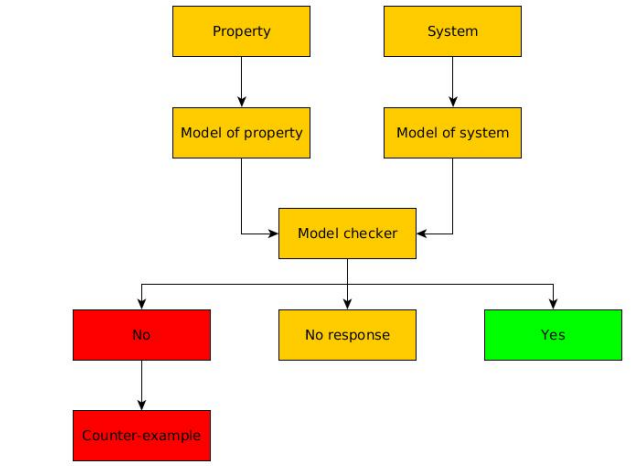 Property
System
Model of property
Model of system
Model checker
No
No response
Yes
Counter-example